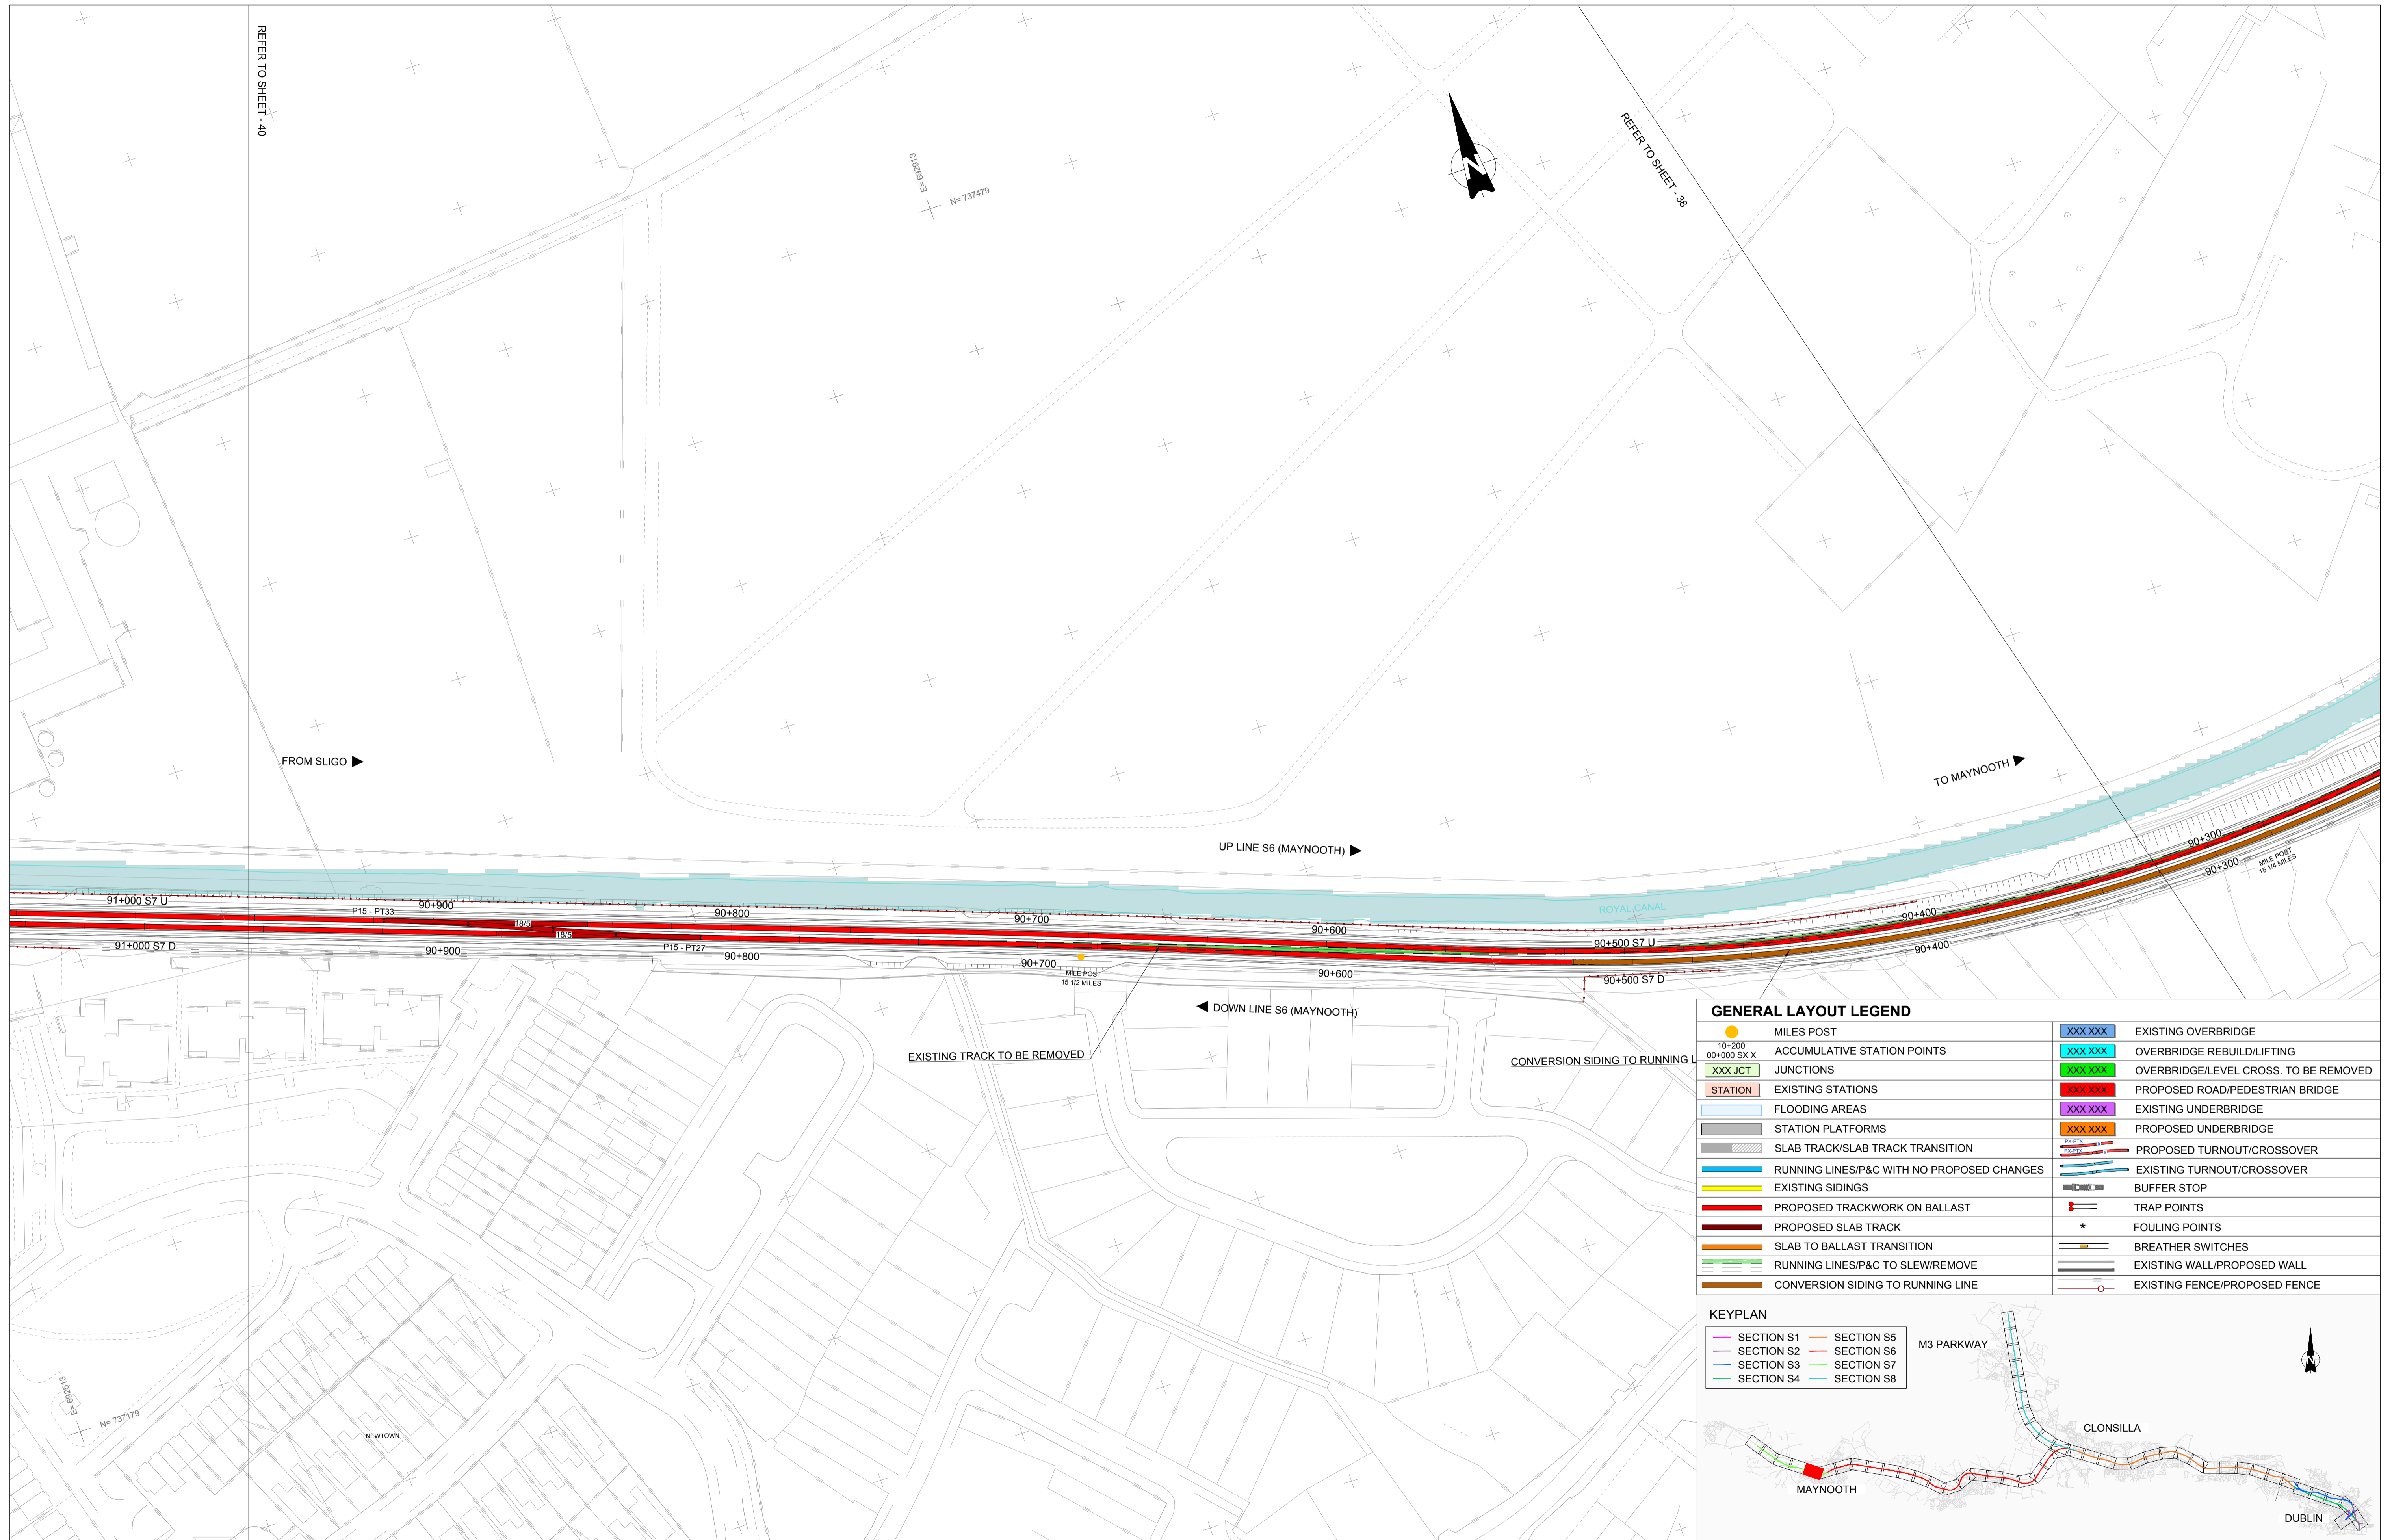 REFER TO SHEET - 40
REFER TO SHEET - 38
E= 692913
N= 737479
FROM SLIGO
TO MAYNOOTH
UP LINE S6 (MAYNOOTH)
ROYAL CANAL
91+000 S7 U
P15 - PT33
90+900
90+800
90+700
90+600
90+500 S7 U
90+400
90+300
18/5
18/5
91+000 S7 D
90+900
P15 - PT27
90+800
90+700
90+600
90+500 S7 D
90+400
90+300
MILE POST
15 1/4 MILES
MILE POST
15 1/2 MILES
DOWN LINE S6 (MAYNOOTH)
EXISTING TRACK TO BE REMOVED
CONVERSION SIDING TO RUNNING L
E= 692513
N= 737179
NEWTOWN
GENERAL LAYOUT LEGEND
MILES POST
10+200
00+000 SX X
ACCUMULATIVE STATION POINTS
XXX JCT
JUNCTIONS
STATION
EXISTING STATIONS
FLOODING AREAS
STATION PLATFORMS
SLAB TRACK/SLAB TRACK TRANSITION
RUNNING LINES/P&C WITH NO PROPOSED CHANGES
EXISTING SIDINGS
PROPOSED TRACKWORK ON BALLAST
PROPOSED SLAB TRACK
SLAB TO BALLAST TRANSITION
RUNNING LINES/P&C TO SLEW/REMOVE
CONVERSION SIDING TO RUNNING LINE
XXX XXX
EXISTING OVERBRIDGE
XXX XXX
OVERBRIDGE REBUILD/LIFTING
XXX XXX
OVERBRIDGE/LEVEL CROSS. TO BE REMOVED
XXX XXX
PROPOSED ROAD/PEDESTRIAN BRIDGE
XXX XXX
EXISTING UNDERBRIDGE
XXX XXX
PROPOSED UNDERBRIDGE
PX-PTX
PX-PTX
PROPOSED TURNOUT/CROSSOVER
EXISTING TURNOUT/CROSSOVER
BUFFER STOP
TRAP POINTS
*
FOULING POINTS
BREATHER SWITCHES
EXISTING WALL/PROPOSED WALL
EXISTING FENCE/PROPOSED FENCE
KEYPLAN
SECTION S1
SECTION S5
SECTION S2
SECTION S6
SECTION S3
SECTION S7
SECTION S4
SECTION S8
M3 PARKWAY
CLONSILLA
MAYNOOTH
DUBLIN